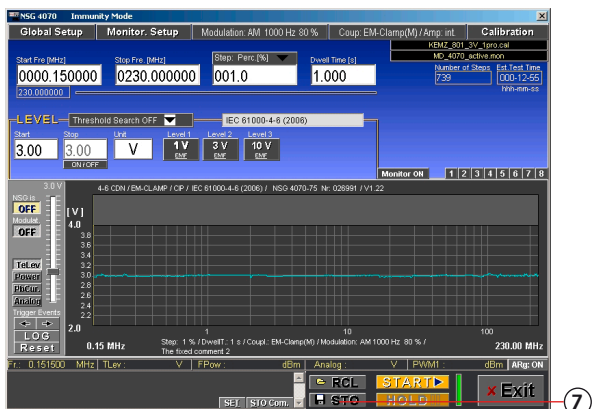 NSG 4070 Immunity Mode
Global Setup Monitor. Setup Modulation: AM 1000 Hz 80 % Coup: EM-Clamp(M) / Amp: int. Calibration
KEMZ_801_3V_1pro.cal
MD_4070_active.mon
Start Fre [MHz] Stop Fre. [MHz] Step: Perc.[%] Dwell Time [s] Number of Steps Est.Test Time
0000.150000 0230.000000 001.0 1.000 739 000-12-55
230.000000 hhh-mm-ss
LEVEL Threshold Search OFF IEC 61000-4-6 (2006)
Start Stop Unit Level 1 Level 2 Level 3
3.00 3.00 V 1 V 3 V 10 V
EMF EMF EMF
ON / OFF
Monitor ON 1 2 3 4 5 6 7 8
3.0 V
NSG is
OFF
Modulat.
OFF
TeLev
Power
PhCur.
Analog
Trigger Events
LOG
Reset
4-6 CDN / EM-CLAMP / CIP / IEC 61000-4-6 (2006) / NSG 4070-75 Nr: 026991 / V1.22
[V]
4.0
3.8
3.6
3.4
3.2
3.0
2.8
2.6
2.4
2.2
2.0
1 10 100
0.15 MHz Step: 1 % / DwellT.: 1 s / Coupl.: EM-Clamp(M) / Modulation: AM 1000 Hz 80 % / 230.00 MHz
The fixed comment 2
Fr.: 0.151500 MHz TLev : V FPow : dBm Analog : V PWM1 : dBm ARg: ON
RCL START
SET STO Com. STO HOLD Exit
7